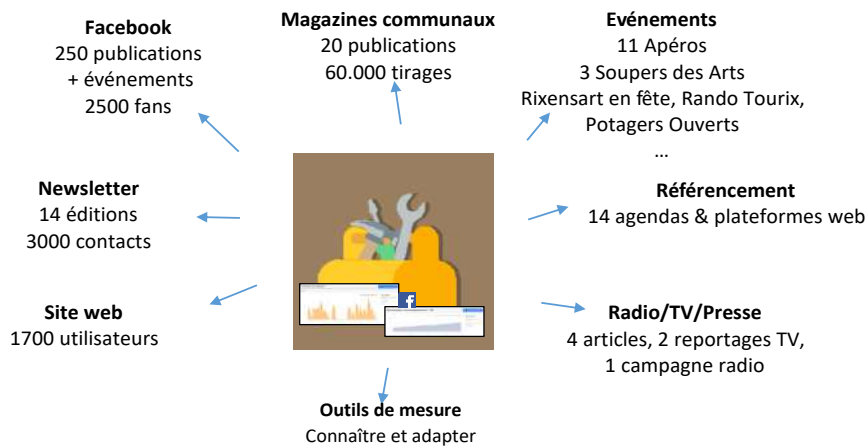 Facebook
250 publications
+ événements
2500 fans
Magazines communaux
20 publications
60.000 tirages
Evénements
11 Apéros
3 Soupers des Arts
Rixensart en fête, Rando Tourix,
Potagers Ouverts
...
Newsletter
14 éditions
3000 contacts
Référencement
14 agendas & plateformes web
Site web
1700 utilisateurs
f
Radio/TV/Presse
4 articles, 2 reportages TV,
1 campagne radio
Outils de mesure
Connaître et adapter